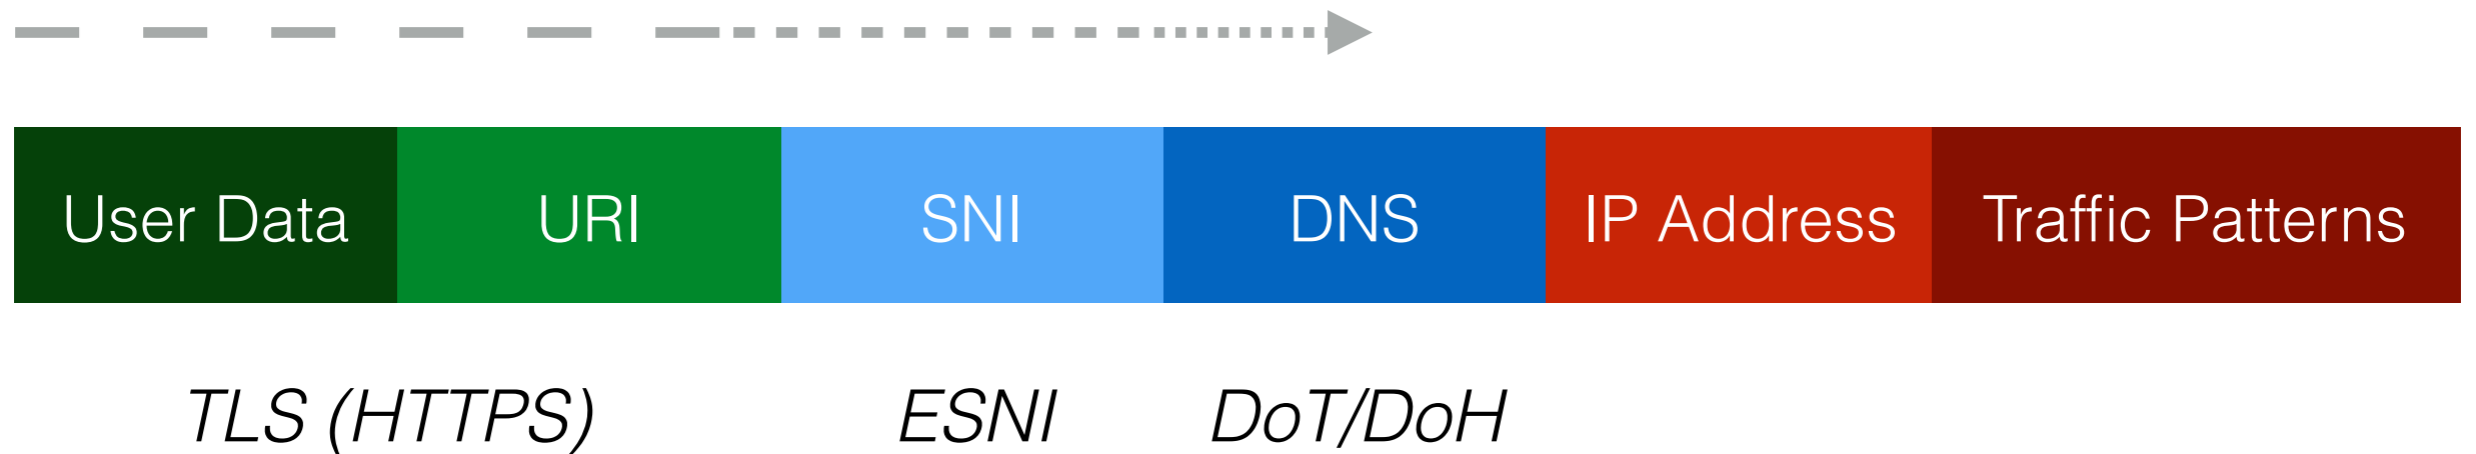 User Data URI SNI DNS IP Address Traffic Patterns
TLS (HTTPS) ESNI DoT/DoH